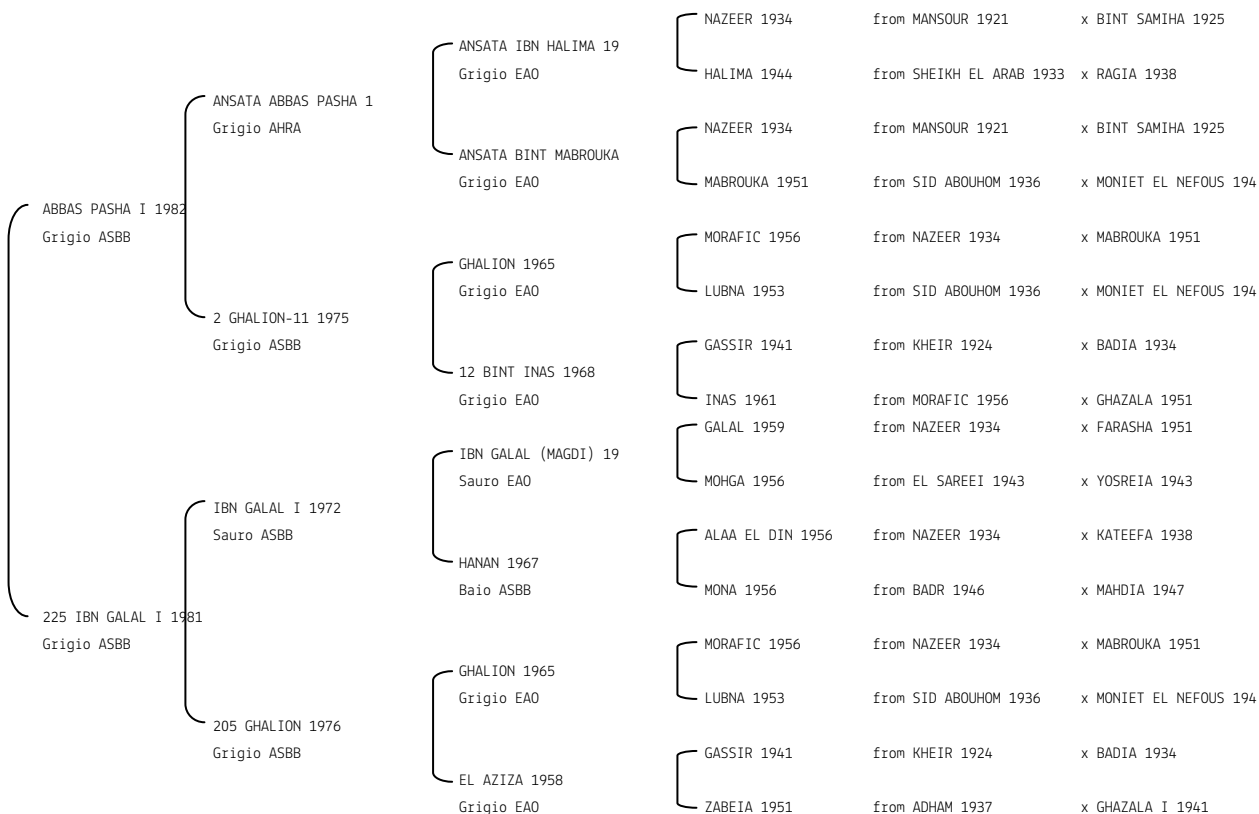 NAZEER 1934 from MANSOUR 1921 x BINT SAMIHA 1925
ANSATA IBN HALIMA 19
Grigio EAO HALIMA 1944 from SHEIKH EL ARAB 1933 x RAGIA 1938
ANSATA ABBAS PASHA 1
Grigio AHRA NAZEER 1934 from MANSOUR 1921 x BINT SAMIHA 1925
ANSATA BINT MABROUKA
Grigio EAO MABROUKA 1951 from SID ABOUHOM 1936 x MONIET EL NEFOUS 194
ABBAS PASHA I 1982
Grigio ASBB MORAFIC 1956 from NAZEER 1934 x MABROUKA 1951
GHALION 1965
Grigio EAO LUBNA 1953 from SID ABOUHOM 1936 x MONIET EL NEFOUS 194
2 GHALION-11 1975
Grigio ASBB GASSIR 1941 from KHEIR 1924 x BADIA 1934
12 BINT INAS 1968
Grigio EAO INAS 1961 from MORAFIC 1956 x GHAZALA 1951
GALAL 1959 from NAZEER 1934 x FARASHA 1951
IBN GALAL (MAGDI) 19
Sauro EAO MOHGA 1956 from EL SAREEI 1943 x YOSREIA 1943
IBN GALAL I 1972
Sauro ASBB ALAA EL DIN 1956 from NAZEER 1934 x KATEEFA 1938
HANAN 1967
Baio ASBB MONA 1956 from BADR 1946 x MAHDIA 1947
225 IBN GALAL I 1981
Grigio ASBB MORAFIC 1956 from NAZEER 1934 x MABROUKA 1951
GHALION 1965
Grigio EAO LUBNA 1953 from SID ABOUHOM 1936 x MONIET EL NEFOUS 194
205 GHALION 1976
Grigio ASBB GASSIR 1941 from KHEIR 1924 x BADIA 1934
EL AZIZA 1958
Grigio EAO ZABEIA 1951 from ADHAM 1937 x GHAZALA I 1941